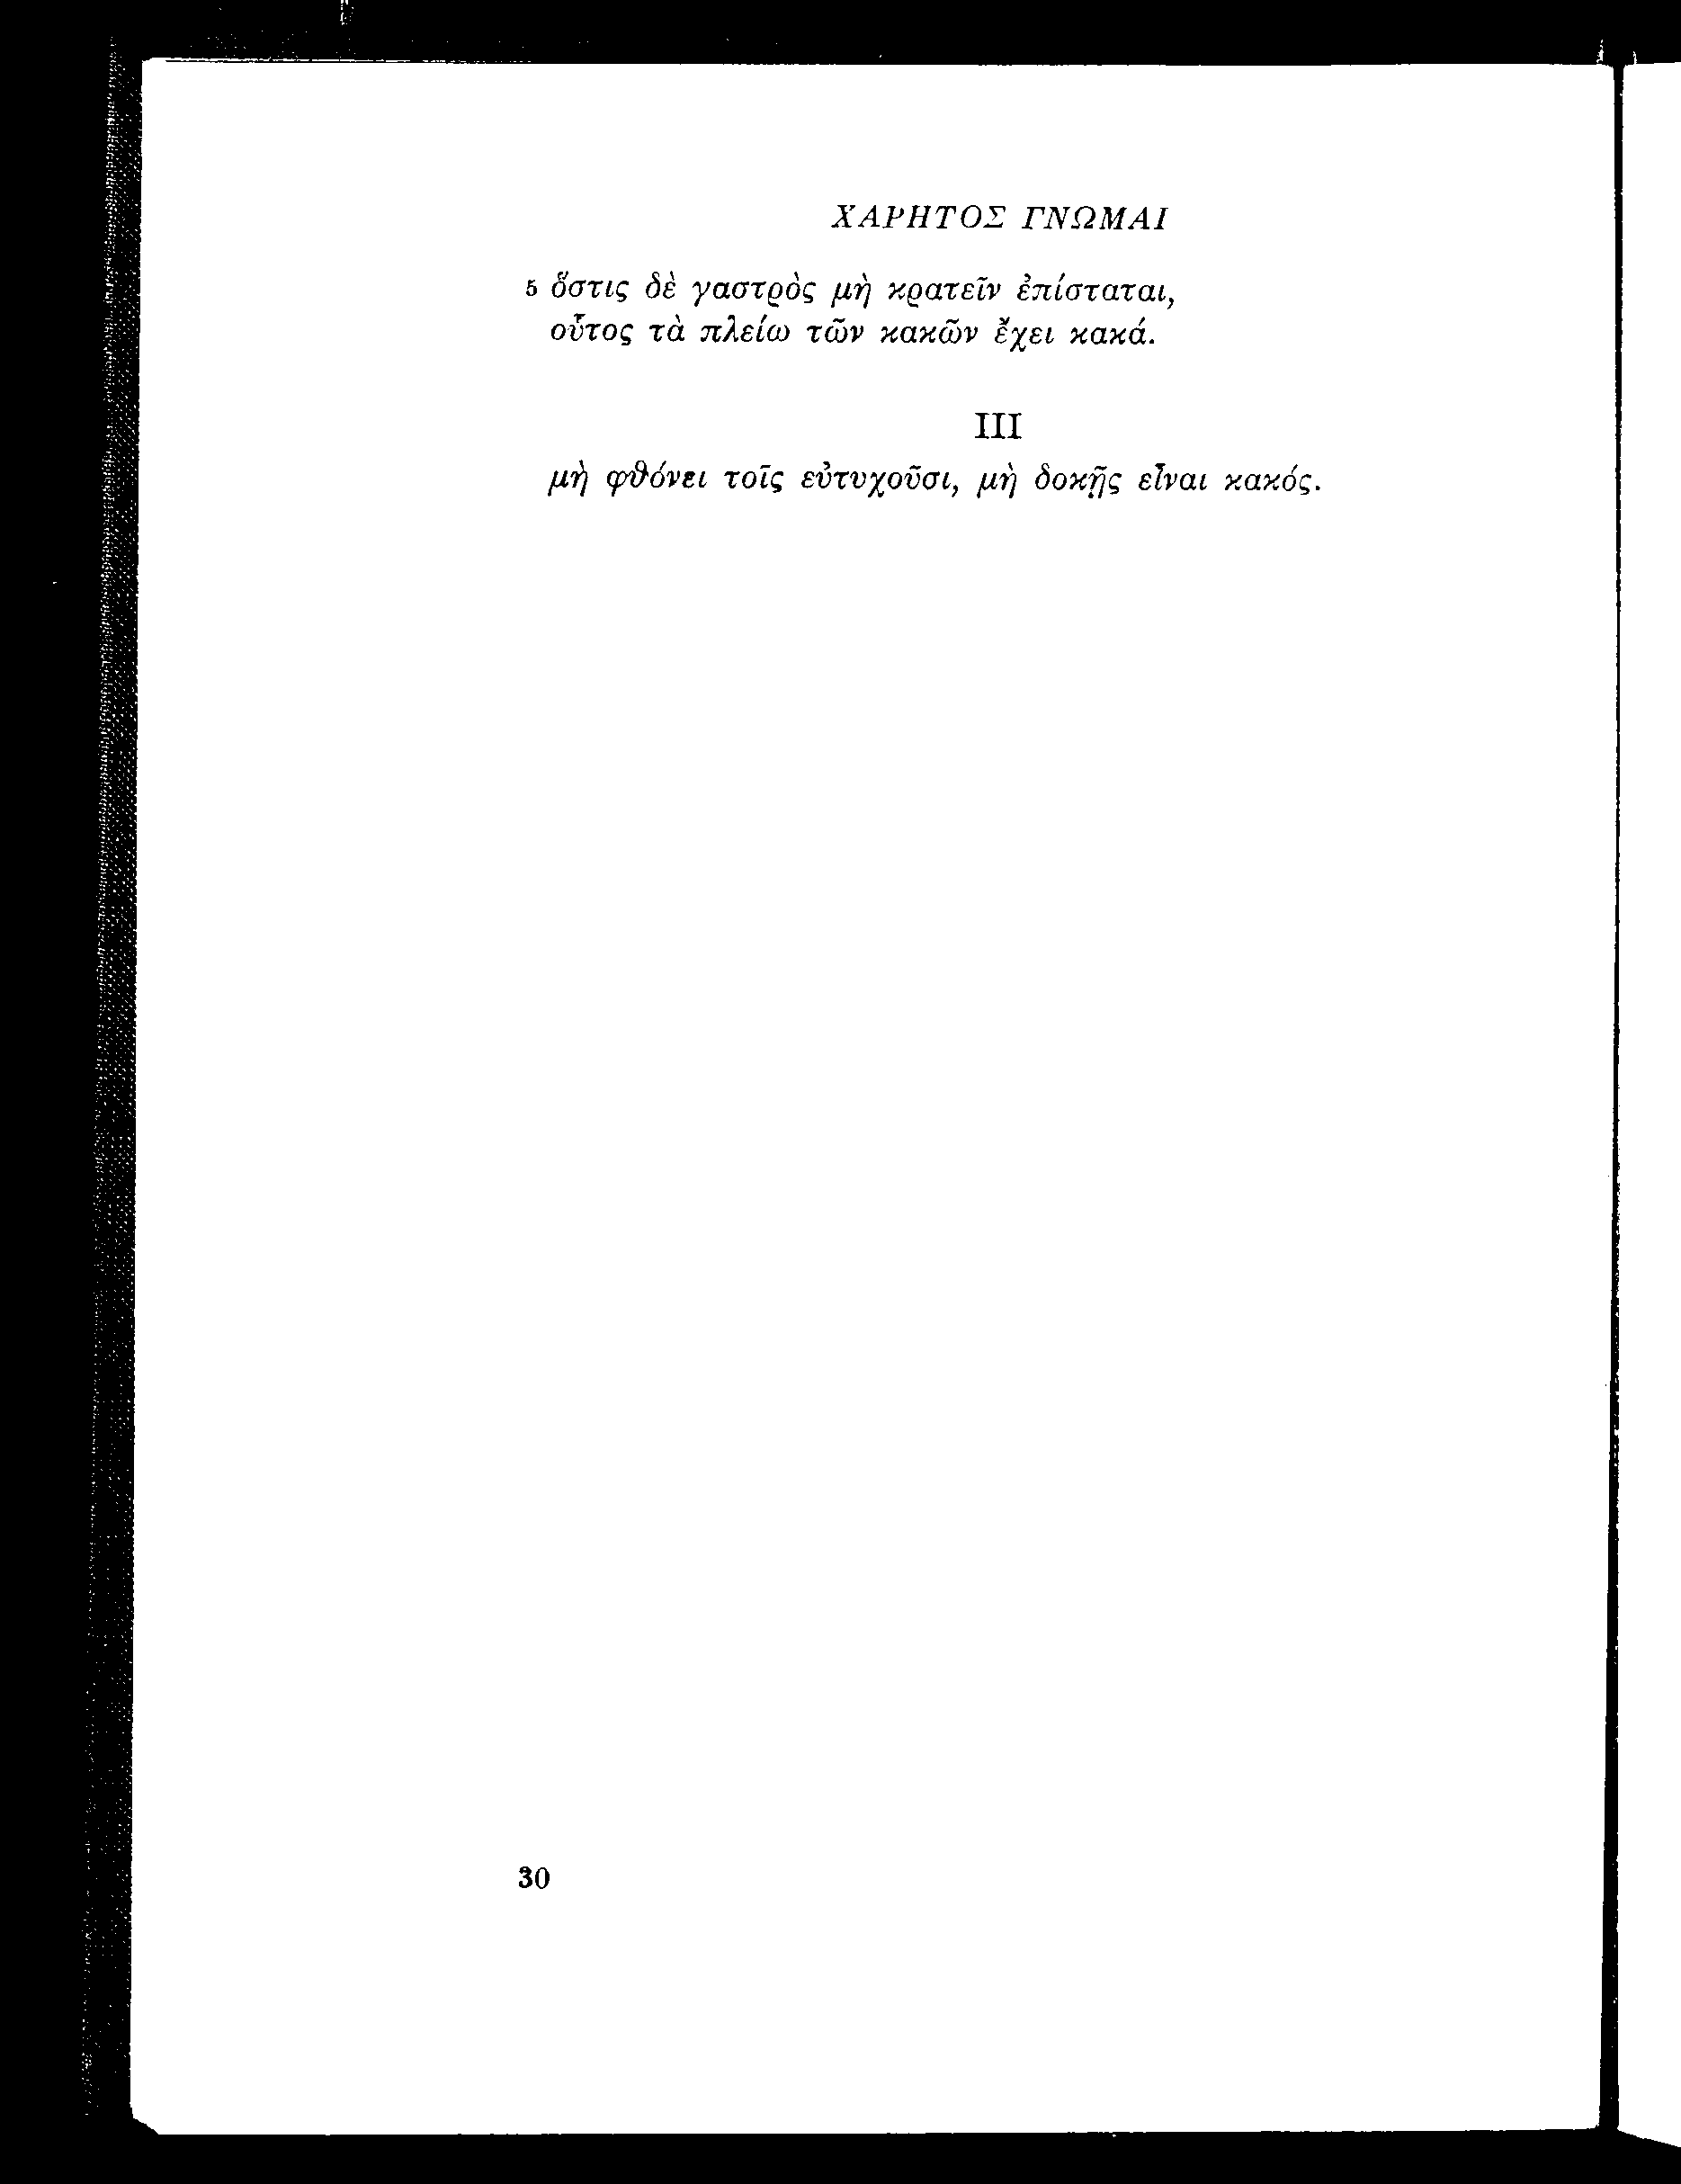 ΧΑΡΗΤΟΣ ΓΝΩΜΑΙ
5 ὅστις δὲ γαστρὸς μὴ κρατεῖν ἐπίσταται,
οὗτος τὰ πλείω τῶν κακῶν ἔχει κακά.
III
μὴ φθόνει τοῖς εὐτυχοῦσι, μὴ δοκῇς εἶναι κακός.
30